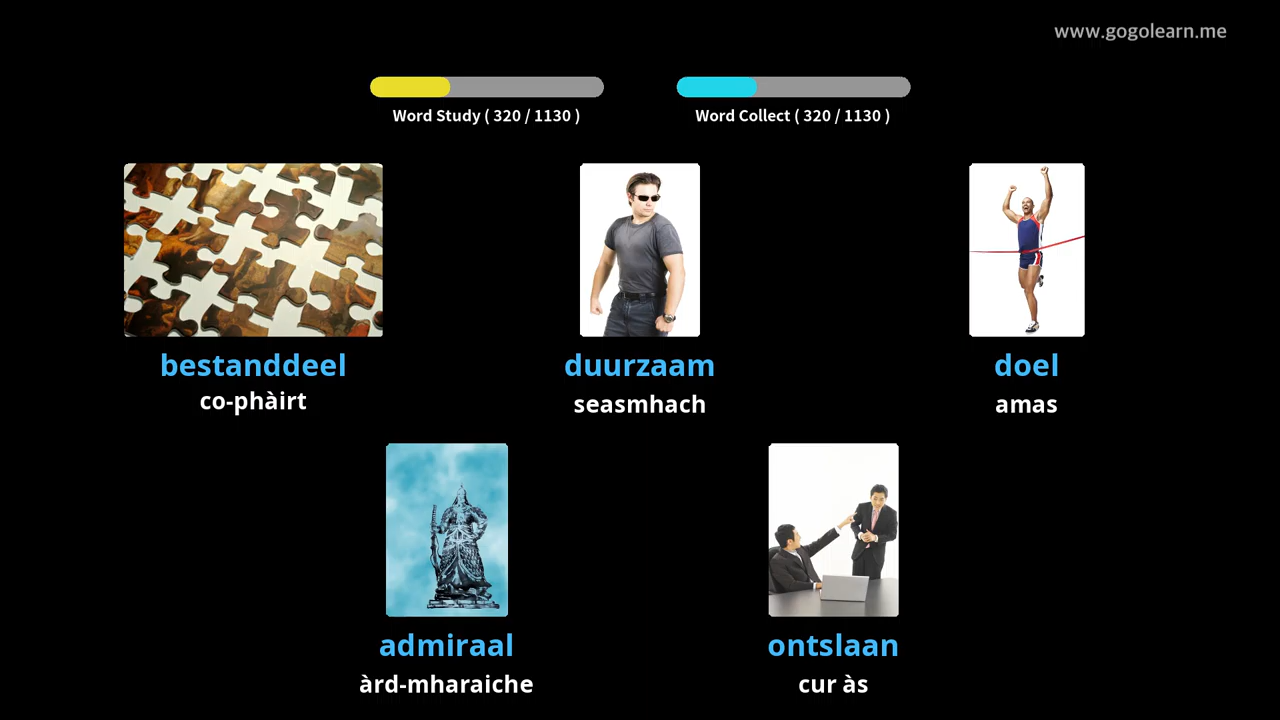 www.gogolearn.me
Word Study ( 320 / 1130 )
Word Collect ( 320 / 1130 )
bestanddeel
co-phàirt
duurzaam
seasmhach
doel
amas
admiraal
àrd-mharaiche
ontslaan
cur às